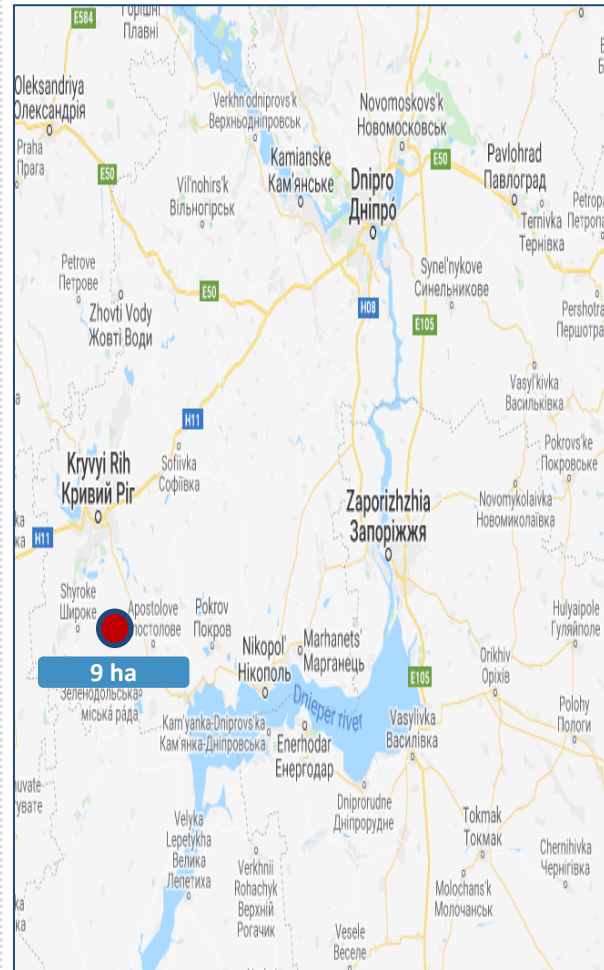 E584
Плавні
Oleksandriya
Олександрія
Verkhn'odniprovs'k
Верхньодніпровськ
Novomoskovs'k
Новомосковськ
Praha
Прага
E50
Kamianske
Кам'янське
E50
Pavlohrad
Павлоград
Dnipro
Дніпро́
Vil'nohirs'k
Вільногірськ
Ternivka
Тернівка
Petrove
Петрове
Synel'nykove
Синельникове
E50
Zhovti Vody
Жовті Води
H08
E105
Vasyl'kivka
Васильківка
H11
Sofiivka
Софіївка
Pokrovs'ke
Покровське
Kryvyi Rih
Кривий Ріг
Zaporizhzhia
Запоріжжя
Novomykolaivka
Новомиколаївка
H11
Shyroke
Широке
Apostolove
постолове
Pokrov
Покров
Huliyaipole
Гуляйполе
9 ha
Nikopol'
Нікополь
Marhanets'
Марганець
Orikhiv
Оріхів
E105
Зеленодольська
міська рада
Dnieper river
Polohy
Пологи
Kam'yanka-Dniprovs'ka
Кам'янка-Дніпровська
Enerhodar
Енергодар
Vasylivka
Василівка
Dniprorudne
Дніпрорудне
Velyka
Lepetykha
Велика
Лепетиха
Tokmak
Токмак
Chernihivka
Чернігівка
Verkhnii
Rohachyk
Верхній
Рогачик
Molochans'k
Молочанськ
Vesele
Веселе